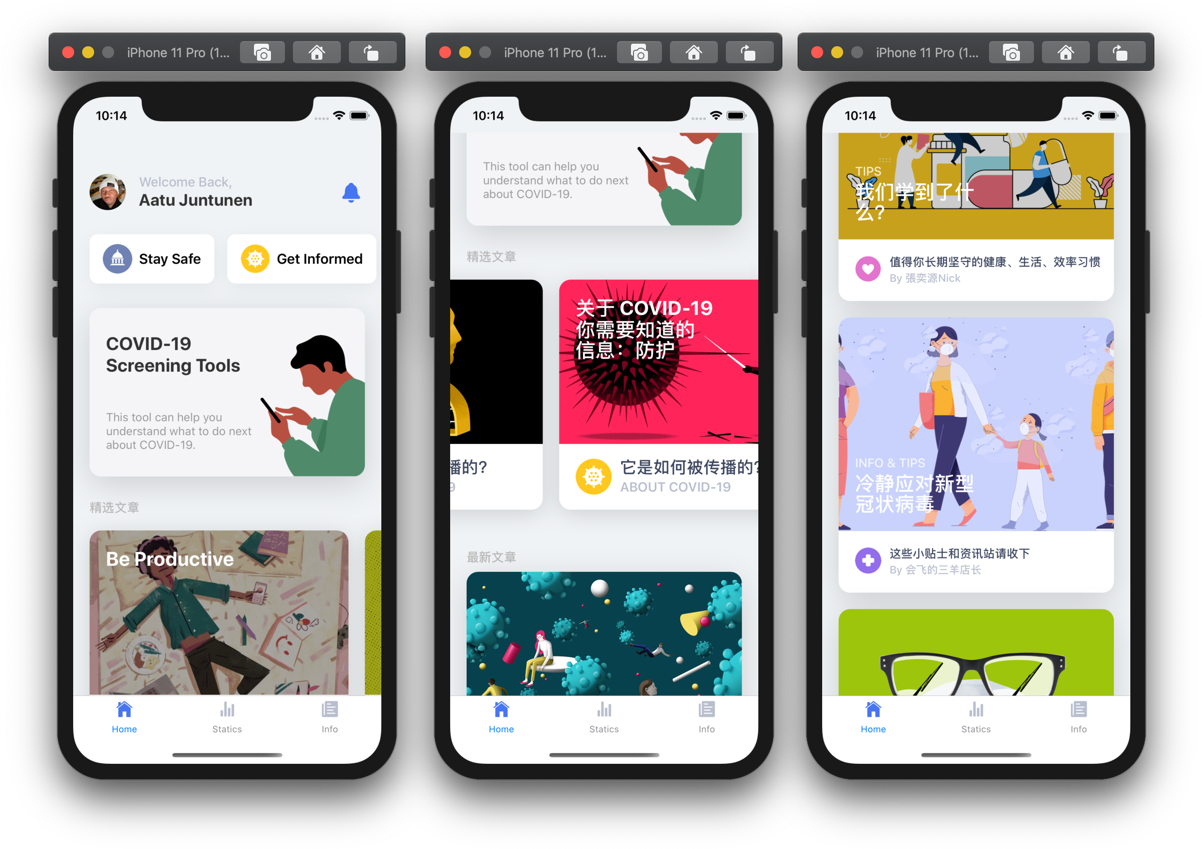 iPhone 11 Pro (1...
10:14
Welcome Back,
Aatu Juntunen
Stay Safe
Get Informed
COVID-19
Screening Tools
This tool can help you
understand what to do next
about COVID-19.
精选文章
Be Productive
Home
Statics
Info
iPhone 11 Pro (1...
10:14
This tool can help you
understand what to do next
about COVID-19.
精选文章
关于 COVID-19
你需要知道的
信息：防护
播的?
9
它是如何被传播的?
ABOUT COVID-19
最新文章
Home
Statics
Info
iPhone 11 Pro (1...
10:14
TIPS
我们学到了什
么?
值得你长期坚守的健康、生活、效率习惯
By 張奕源Nick
INFO & TIPS
冷静应对新型
冠状病毒
这些小贴士和资讯站请收下
By 会飞的三羊店长
Home
Statics
Info